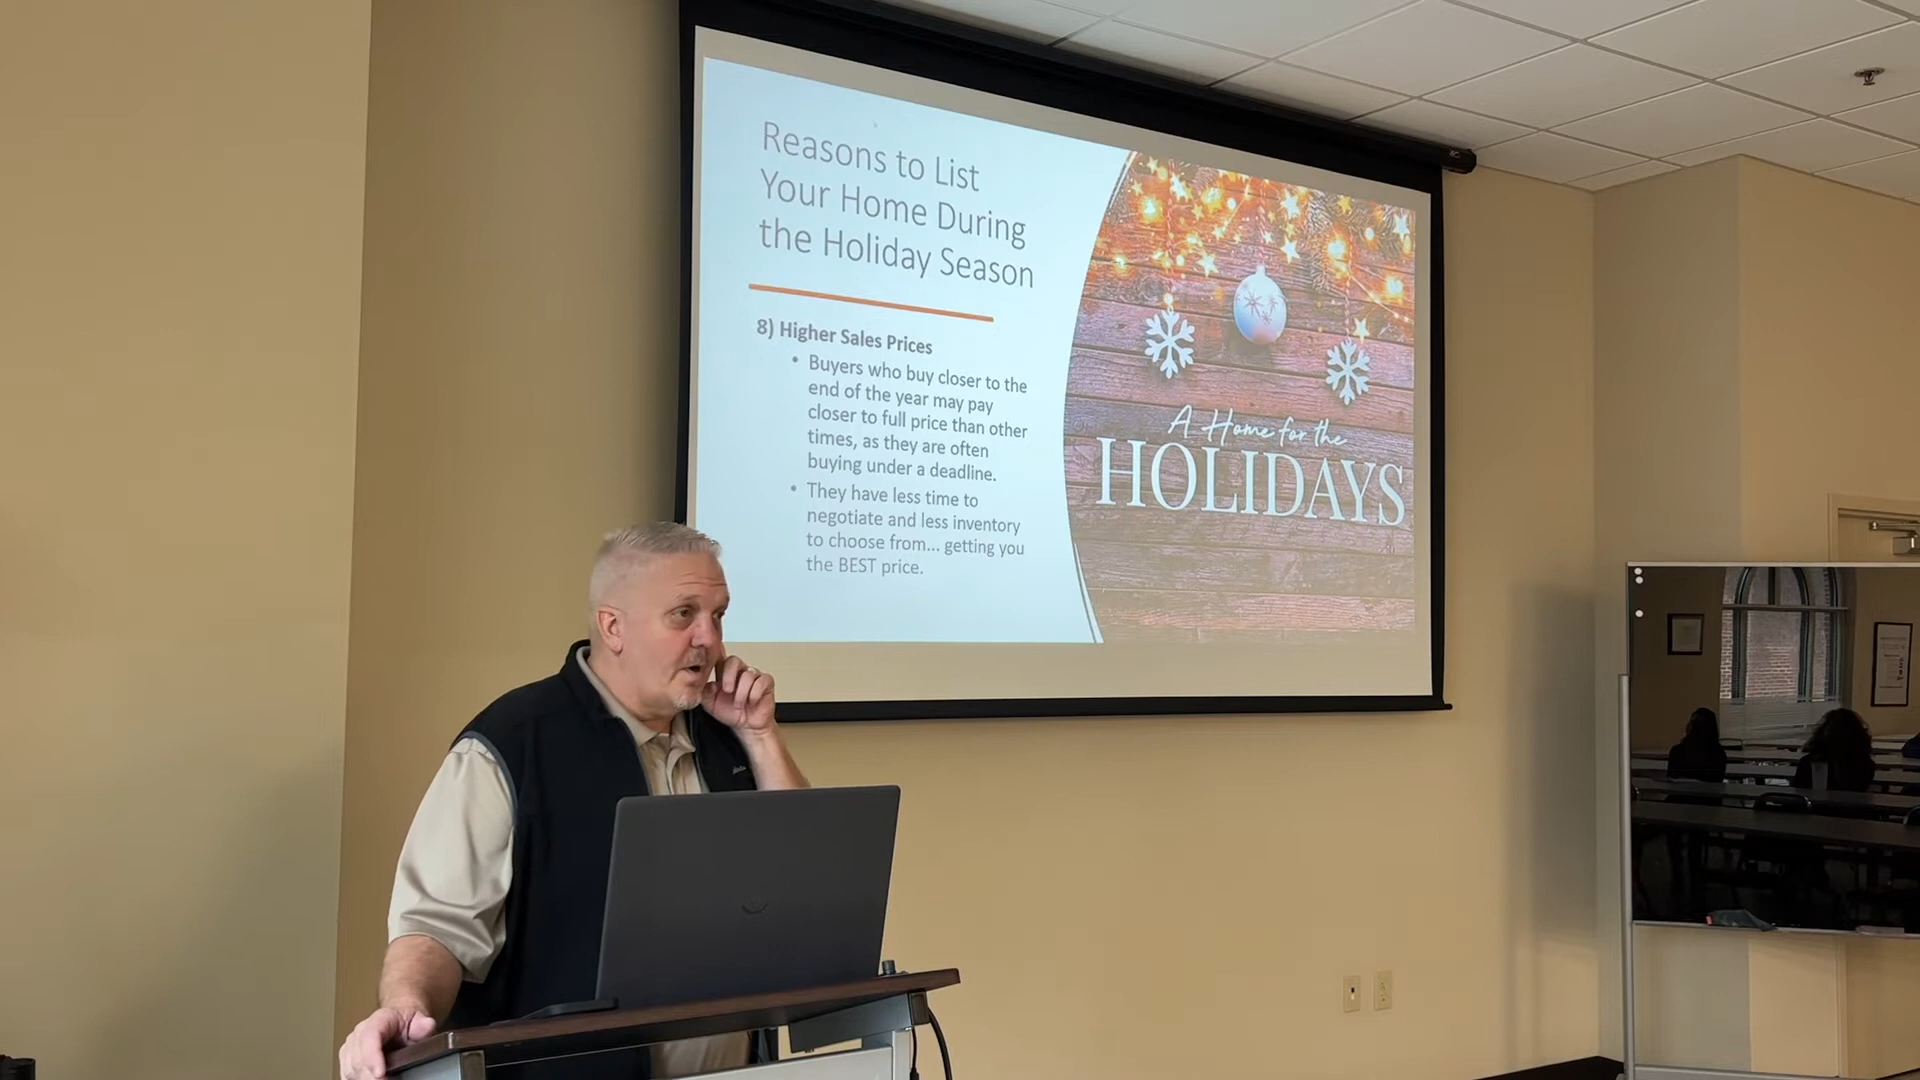 Reasons to List
Your Home During
the Holiday Season
8) Higher Sales Prices
• Buyers who buy closer to the
end of the year may pay
closer to full price than other
times, as they are often
buying under a deadline.
• They have less time to
negotiate and less inventory
to choose from... getting you
the BEST price.
A Home for the
HOLIDAYS